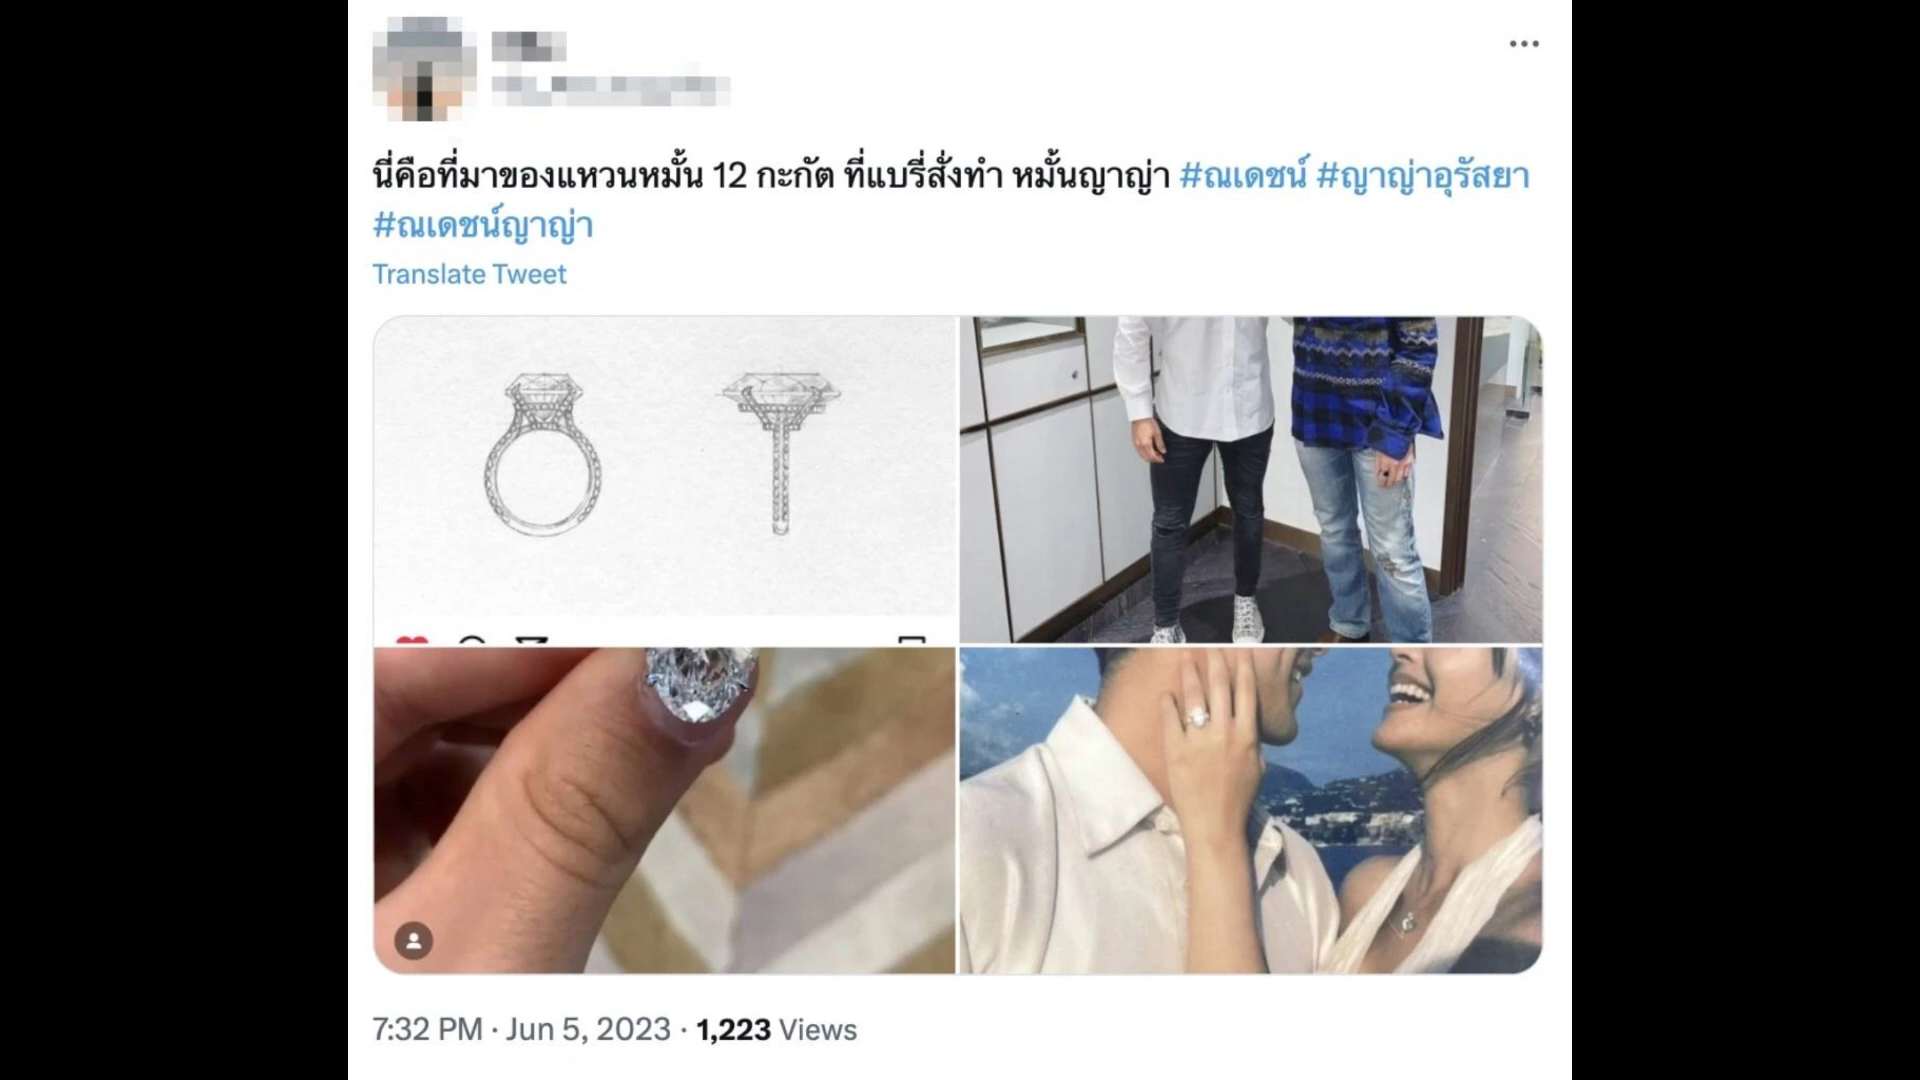 นี่คือที่มาของแหวนหมั้น 12 กะกัต ที่แบรี่สั่งทำ หมั้นญาญ่า #ณเดชน์ #ญาญ่าอุรัสยา
#ณเดชน์ญาญ่า
Translate Tweet
7:32 PM · Jun 5, 2023 · 1,223 Views